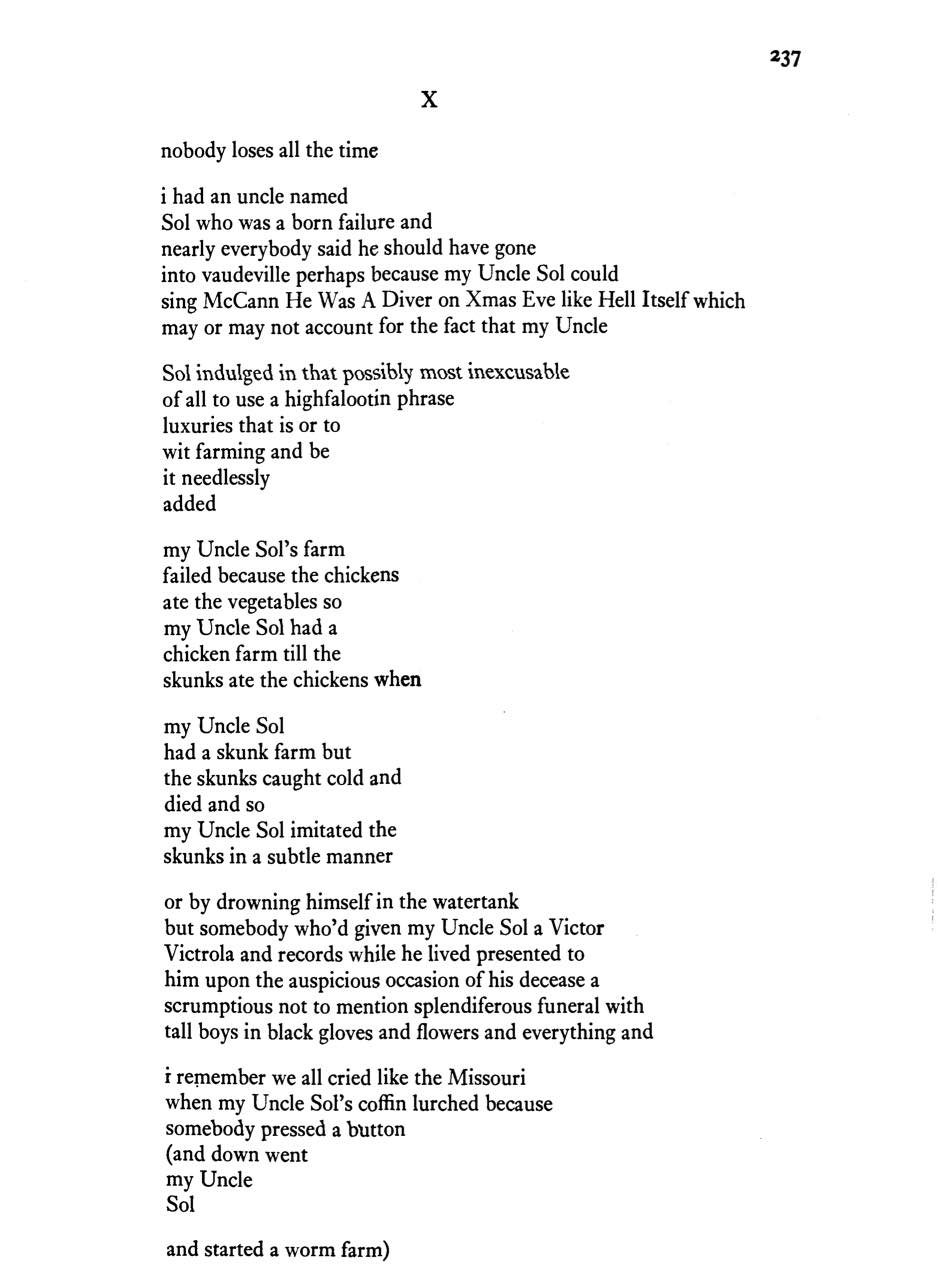 237
X
nobody loses all the time
i had an uncle named
Sol who was a born failure and
nearly everybody said he should have gone
into vaudeville perhaps because my Uncle Sol could
sing McCann He Was A Diver on Xmas Eve like Hell Itself which
may or may not account for the fact that my Uncle
Sol indulged in that possibly most inexcusable
of all to use a highfalootin phrase
luxuries that is or to
wit farming and be
it needlessly
added
my Uncle Sol's farm
failed because the chickens
ate the vegetables so
my Uncle Sol had a
chicken farm till the
skunks ate the chickens when
my Uncle Sol
had a skunk farm but
the skunks caught cold and
died and so
my Uncle Sol imitated the
skunks in a subtle manner
or by drowning himself in the watertank
but somebody who'd given my Uncle Sol a Victor
Victrola and records while he lived presented to
him upon the auspicious occasion of his decease a
scrumptious not to mention splendiferous funeral with
tall boys in black gloves and flowers and everything and
i remember we all cried like the Missouri
when my Uncle Sol's coffin lurched because
somebody pressed a button
(and down went
my Uncle
Sol
and started a worm farm)